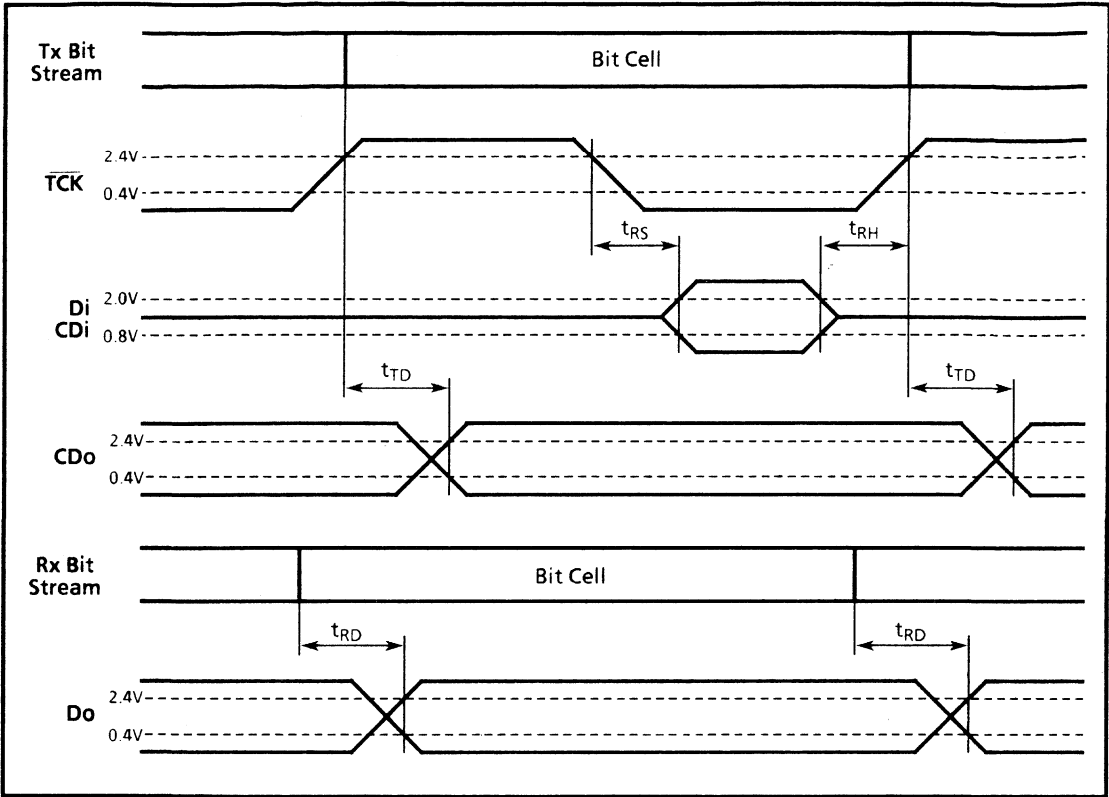 Tx Bit
Stream
Bit Cell
2.4V
T̅C̅K̅
0.4V
tRS
tRH
2.0V
Di
CDi
0.8V
tTD
tTD
2.4V
CDo
0.4V
Rx Bit
Stream
Bit Cell
tRD
tRD
2.4V
Do
0.4V